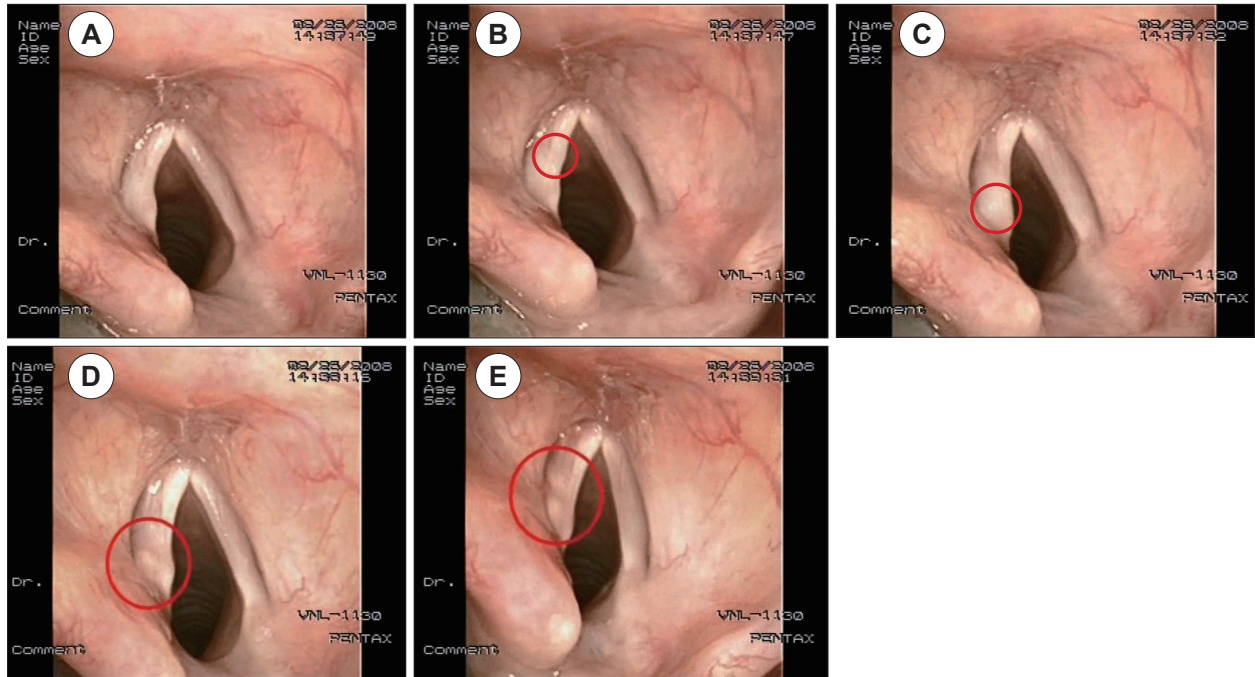 A
Name
ID
Age
Sex
Dr.
VNL-1130
PENTAX
Comment
B
Name
ID
Age
Sex
Dr.
VNL-1130
PENTAX
Comment
C
Name
ID
Age
Sex
Dr.
VNL-1130
PENTAX
Comment
D
Name
ID
Age
Sex
Dr.
VNL-1130
PENTAX
Comment
E
Name
ID
Age
Sex
Dr.
VNL-1130
PENTAX
Comment